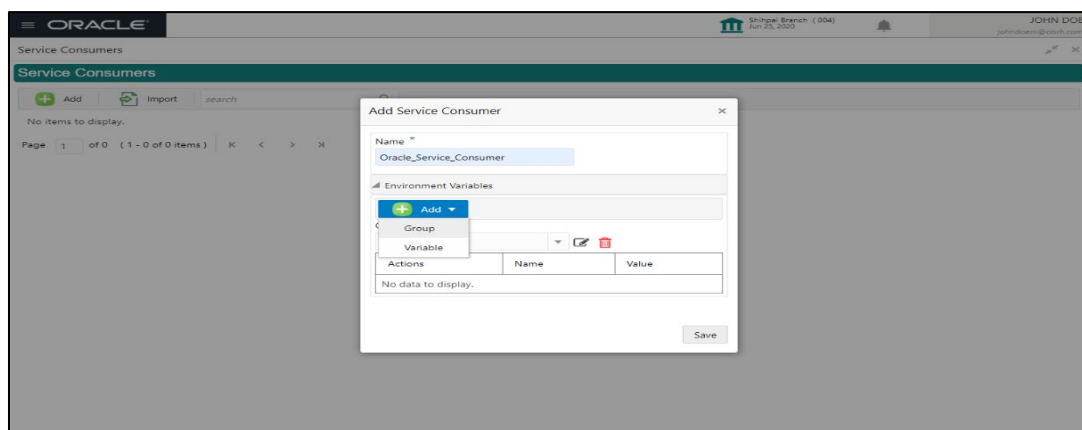 ORACLE
Shihpai Branch ( 004)
Jun 25, 2020
JOHN DOE
Service Consumers
Service Consumers
Add
Import
search
No items to display.
Page 1 of 0 ( 1 - 0 of 0 items )
Add Service Consumer
Name *
Oracle_Service_Consumer
Environment Variables
Add
Group
Variable
Actions
Name
Value
No data to display.
Save